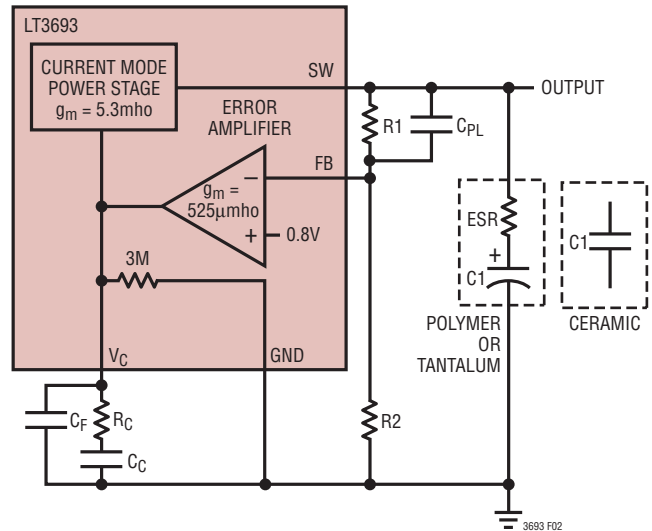 LT3693
CURRENT MODE
POWER STAGE
gm = 5.3mho
SW
OUTPUT
ERROR
AMPLIFIER
R1
CPL
FB
−
gm =
525µmho
+
0.8V
3M
ESR
+
C1
C1
POLYMER
OR
TANTALUM
CERAMIC
VC
GND
CF
RC
CC
R2
3693 F02